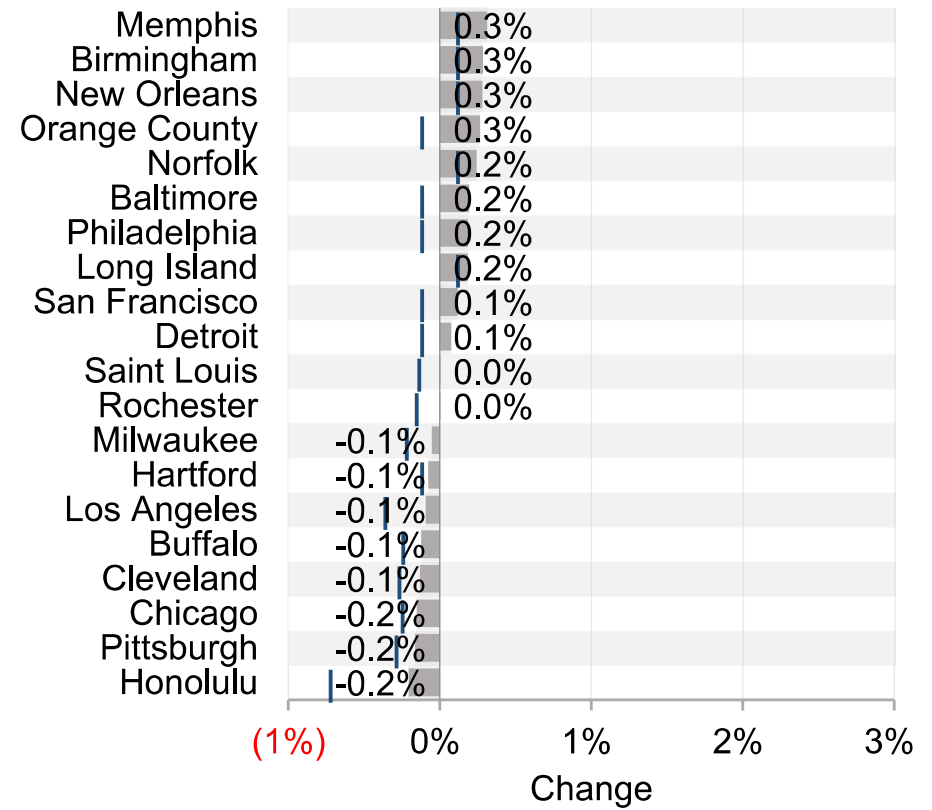 Memphis 0.3%
Birmingham 0.3%
New Orleans 0.3%
Orange County 0.3%
Norfolk 0.2%
Baltimore 0.2%
Philadelphia 0.2%
Long Island 0.2%
San Francisco 0.1%
Detroit 0.1%
Saint Louis 0.0%
Rochester 0.0%
Milwaukee -0.1%
Hartford -0.1%
Los Angeles -0.1%
Buffalo -0.1%
Cleveland -0.1%
Chicago -0.2%
Pittsburgh -0.2%
Honolulu -0.2%
(1%) 0% 1% 2% 3%
Change